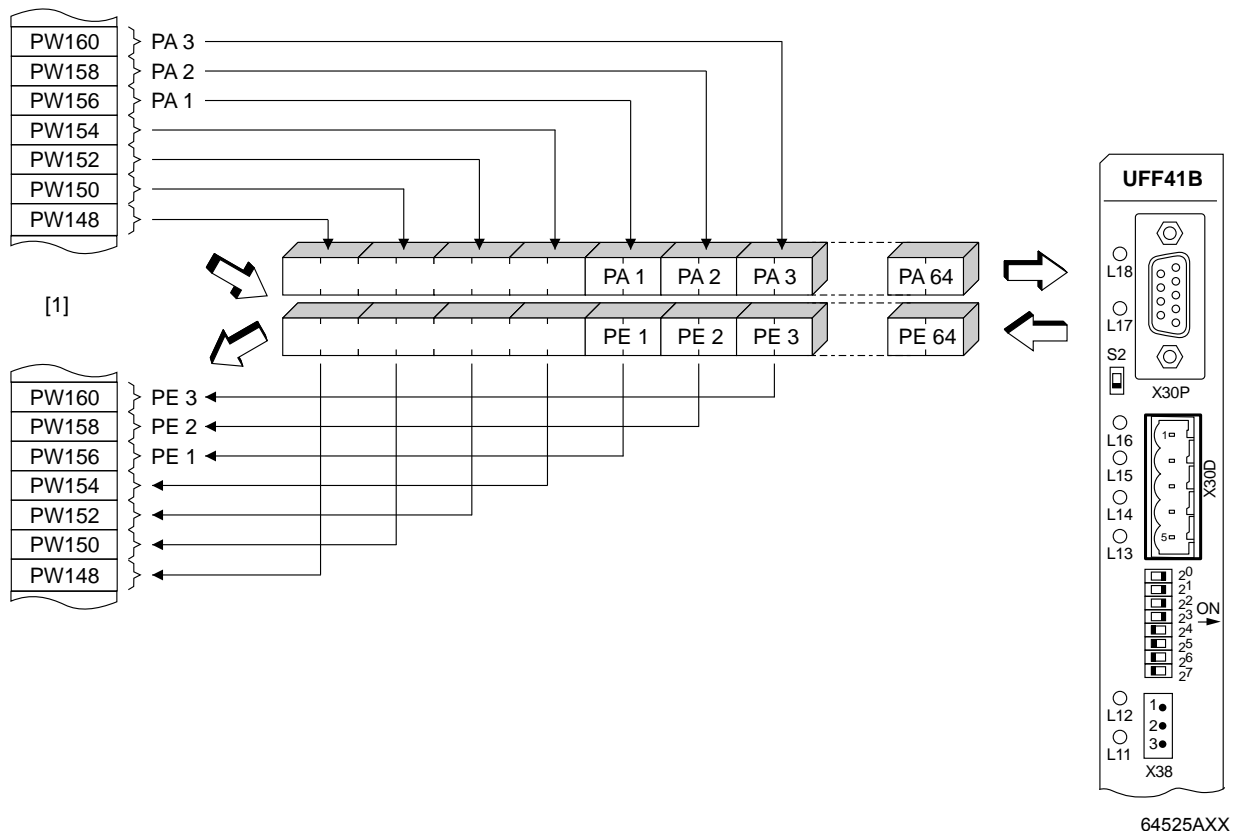 PW160 PA 3
PW158 PA 2
PW156 PA 1
PW154
PW152
PW150
PW148
[1]
PA 1 PA 2 PA 3 PA 64
PE 1 PE 2 PE 3 PE 64
PW160 PE 3
PW158 PE 2
PW156 PE 1
PW154
PW152
PW150
PW148
UFF41B
L18
L17
S2
X30P
L16
L15
L14
L13
1
5
X30D
2⁰
2¹
2²
2³
2⁴
2⁵
2⁶
2⁷
ON
L12
L11
1
2
3
X38
64525AXX